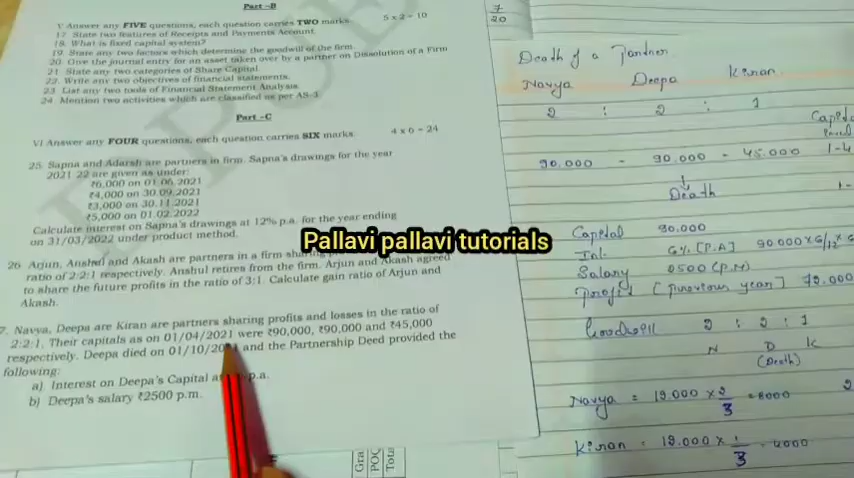 Part -B
V Answer any FIVE questions, each question carries TWO marks. 5 x 2 = 10
17. State two features of Receipts and Payments Account.
18. What is fixed capital system?
19. State any two factors which determine the goodwill of the firm.
20. Give the journal entry for an asset taken over by a partner on Dissolution of a Firm
21. State any two categories of Share Capital.
22. Write any two objectives of financial statements.
23. List any two tools of Financial Statement Analysis.
24. Mention two activities which are classified as per AS-3.
Part -C
VI Answer any FOUR questions, each question carries SIX marks 4 x 6 = 24
25. Sapna and Adarsh are partners in firm. Sapna's drawings for the year
2021-22 are given as under:
₹6,000 on 01.06.2021
₹4,000 on 30.09.2021
₹3,000 on 30.11.2021
₹5,000 on 01.02.2022
Calculate interest on Sapna's drawings at 12% p.a. for the year ending
on 31/03/2022 under product method.
26. Arjun, Anshul and Akash are partners in a firm sharing
ratio of 2:2:1 respectively. Anshul retires from the firm. Arjun and Akash agreed
to share the future profits in the ratio of 3:1. Calculate gain ratio of Arjun and
Akash.
7. Navya, Deepa are Kiran are partners sharing profits and losses in the ratio of
2:2:1. Their capitals as on 01/04/2021 were ₹90,000, ₹90,000 and ₹45,000
respectively. Deepa died on 01/10/20 and the Partnership Deed provided the
following:
a) Interest on Deepa's Capital at p.a.
b) Deepa's salary ₹2500 p.m.
Gra
POC
Tota
Pallavi pallavi tutorials
7
20
Death of a Partner
Navya Deepa Kiran
2 : 2 : 1
90.000 - 90.000 - 45.000
Death
1-4
1-
Capital 90.000
Int. 6% [P.A] 90.000 x 6/12 x 6
Salary 2500 (P.M)
Profit [previous year] 72.000
Goodwill 2 : 2 : 1
N D K
(Death)
Navya = 12.000 x 2/3 = 8000
Kiran = 12.000 x 1/3 = 4000